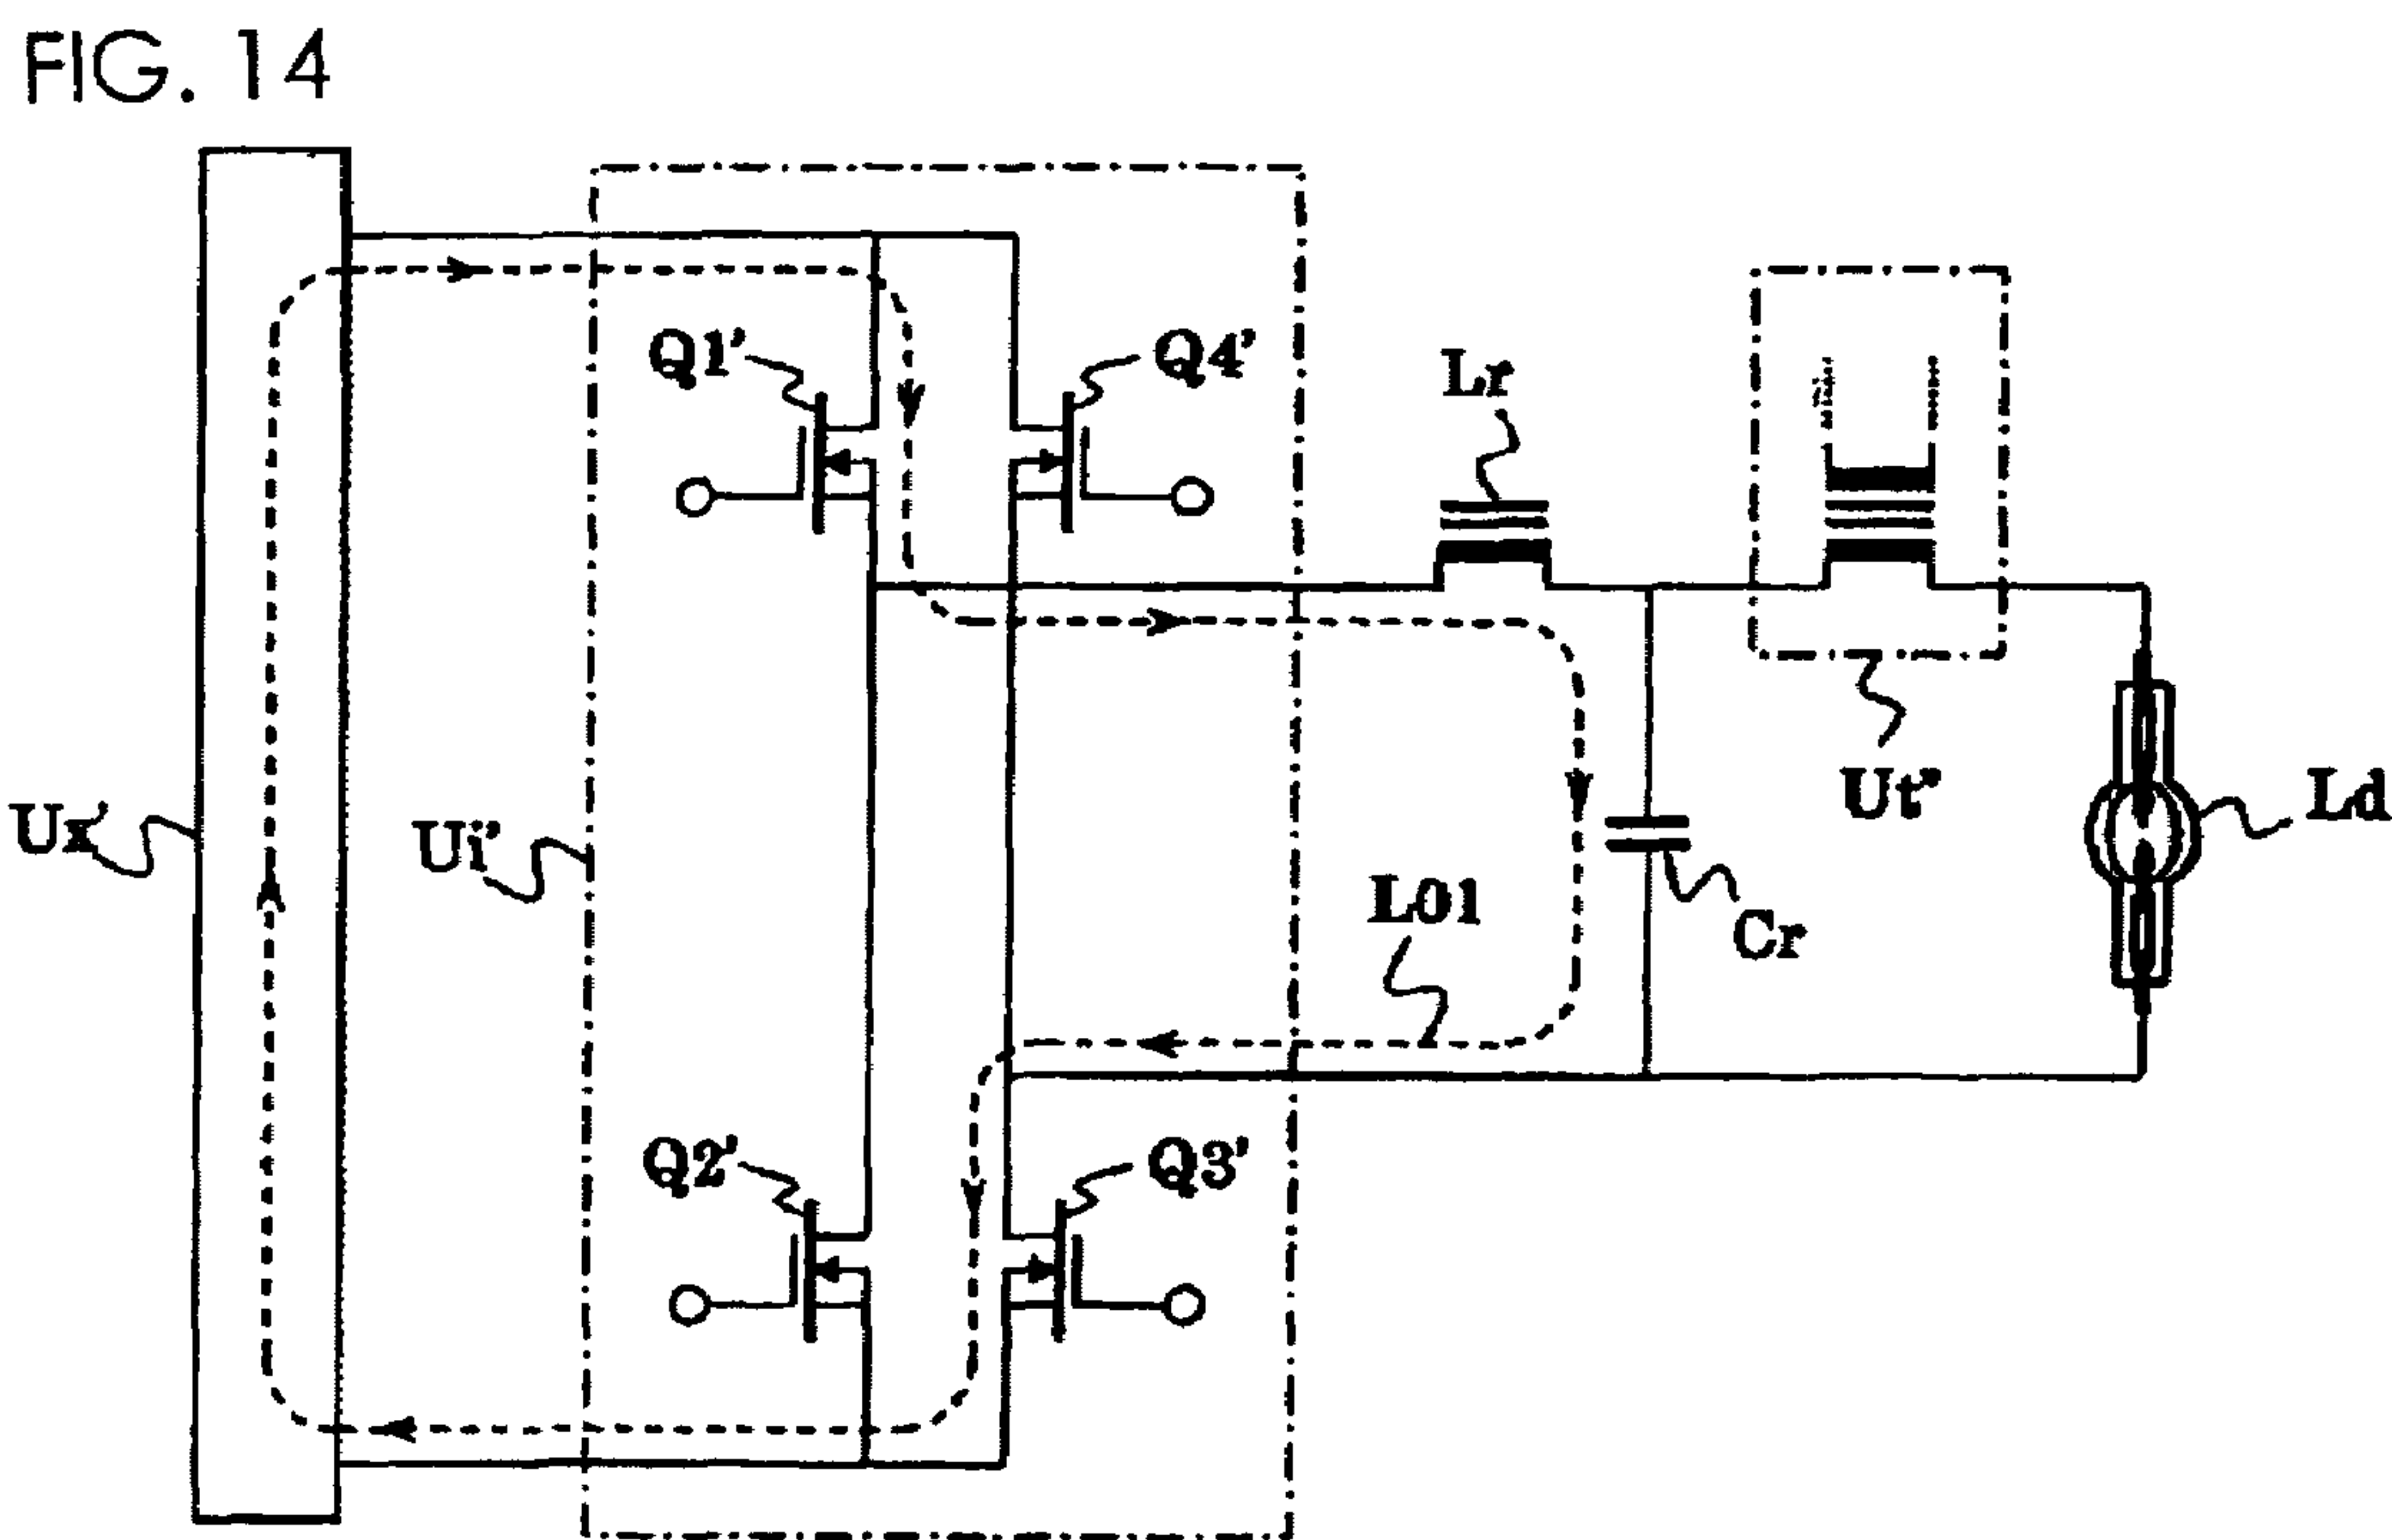 FIG. 14
Q1'
Q4'
Lr
Ux'
Ui'
Ut'
Ld
L01
Cr
Q2'
Q3'